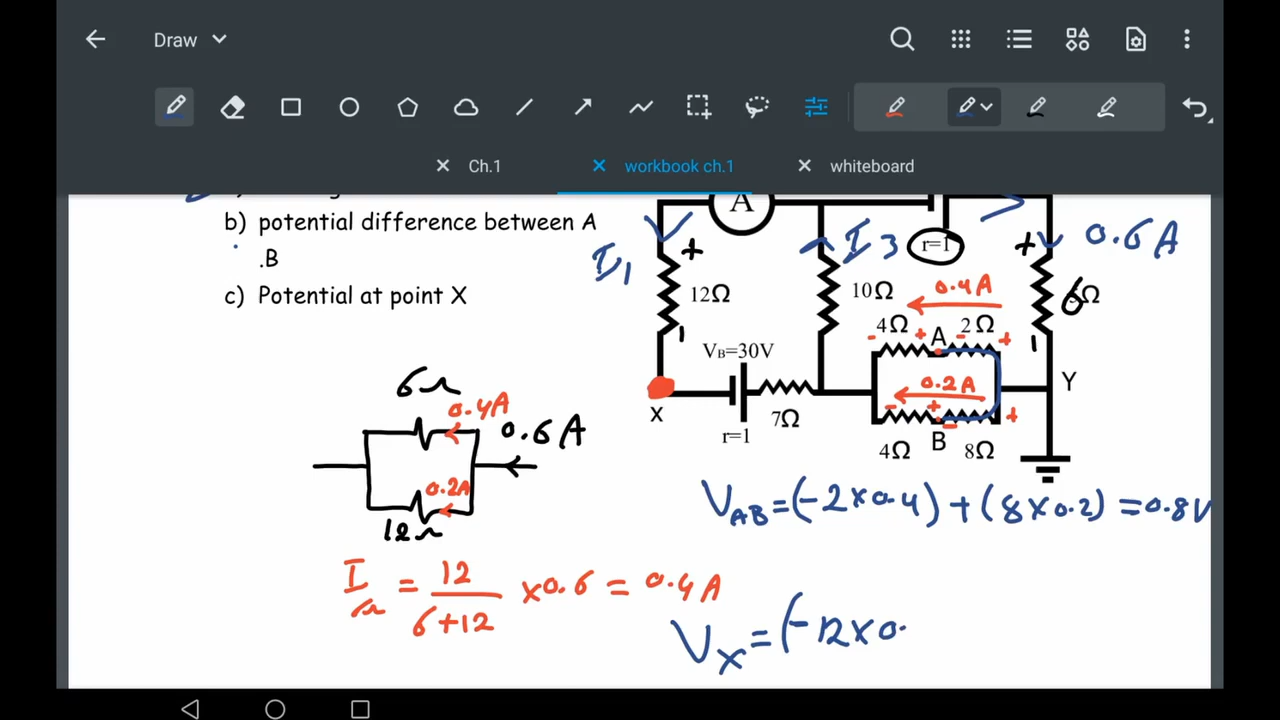 Draw
Ch.1
workbook ch.1
whiteboard
b) potential difference between A
.B
c) Potential at point X
A
I₁
+
12Ω
I3
r=1
+
0.6A
10Ω
0.4A
6Ω
4Ω
A
2Ω
- + - +
VB=30V
X
r=1
7Ω
0.2A
- + - +
4Ω
B
8Ω
Y
6Ω
0.4A
0.6A
0.2A
12Ω
VAB=(-2×0.4)+(8×0.2)=0.8V
I = 12/(6+12) ×0.6 = 0.4A
Vx=(-12×0.